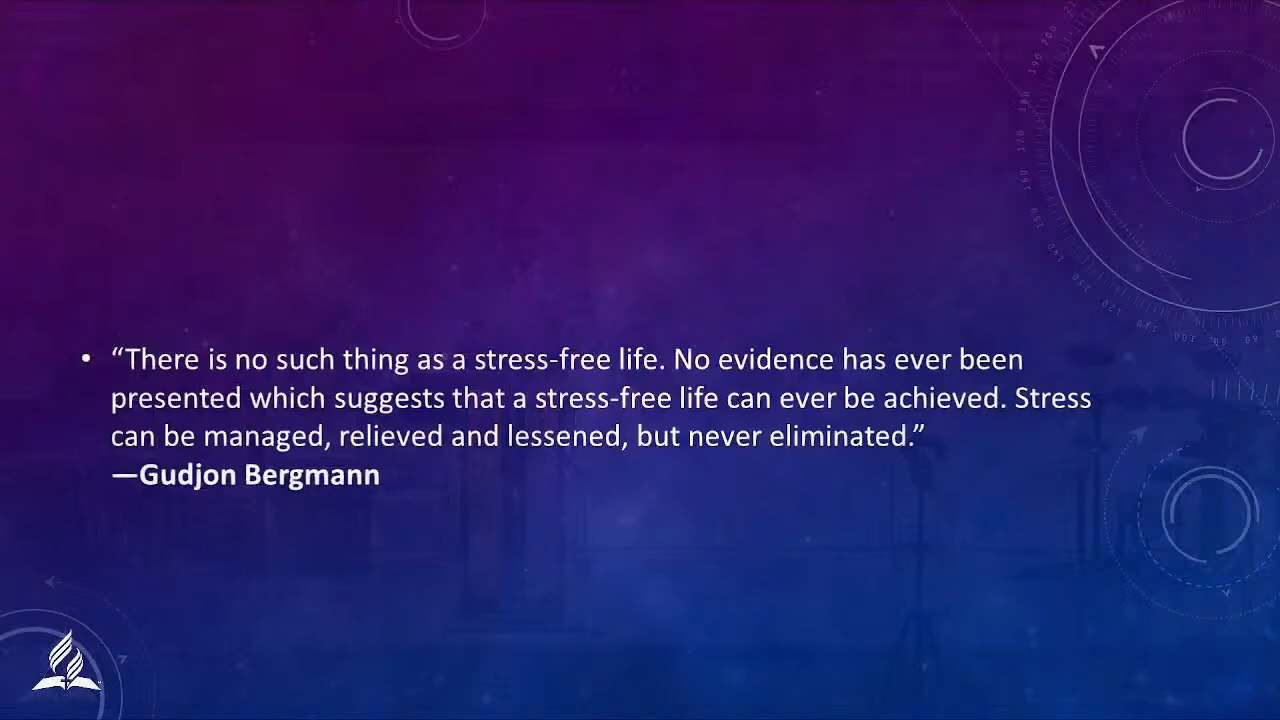 • “There is no such thing as a stress-free life. No evidence has ever been
presented which suggests that a stress-free life can ever be achieved. Stress
can be managed, relieved and lessened, but never eliminated.”
—Gudjon Bergmann